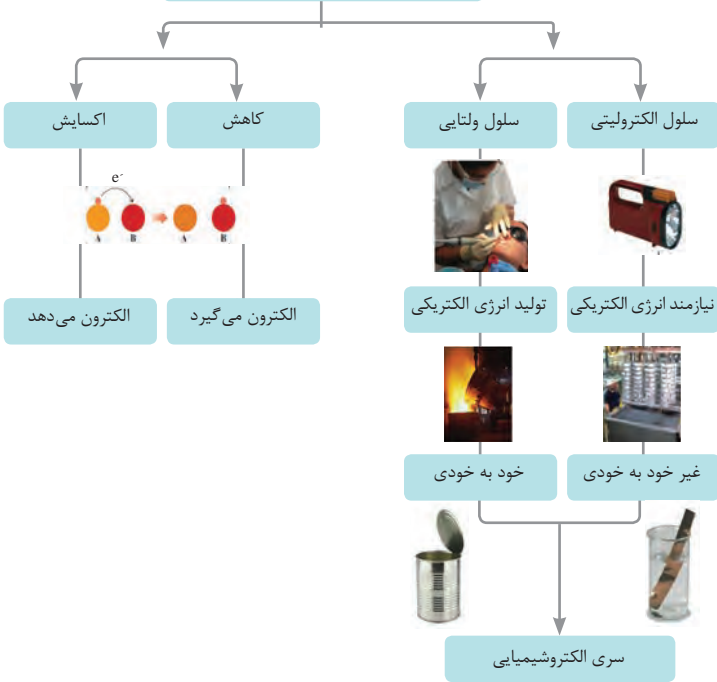 سلول الکترولیتی
سلول ولتایی
کاهش
اکسایش
e-
A B A B
نیازمند انرژی الکتریکی
تولید انرژی الکتریکی
الکترون می‌گیرد
الکترون می‌دهد
غیر خود به خودی
خود به خودی
سری الکتروشیمیایی